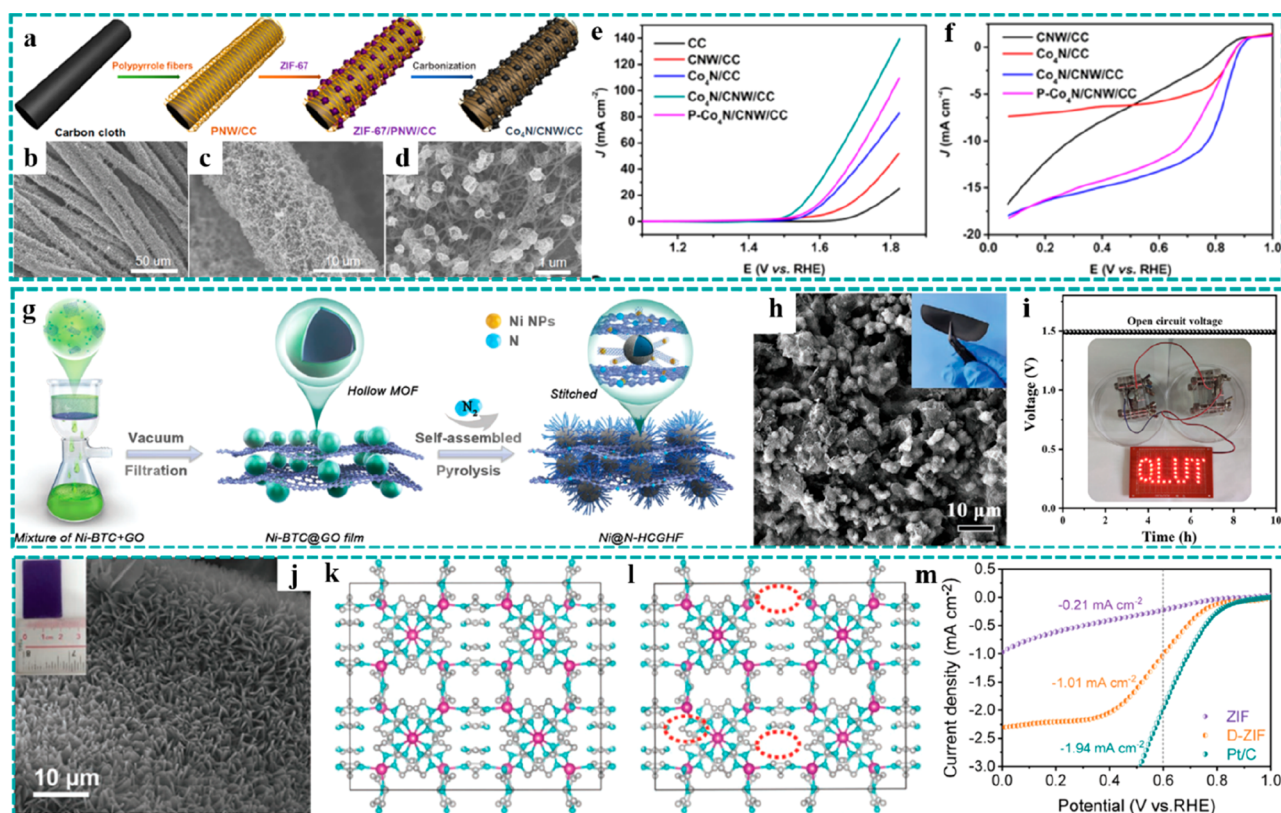 a
Polypyrrole fibers
ZIF-67
Carbonization
Carbon cloth
PNW/CC
ZIF-67/PNW/CC
Co₄N/CNW/CC
b
50 um
c
10 um
d
1 um
e
J (mA cm⁻²)
140
120
100
80
60
40
20
0
CC
CNW/CC
Co₄N/CC
Co₄N/CNW/CC
P-Co₄N/CNW/CC
1.2
1.4
1.6
1.8
E (V vs. RHE)
f
J (mA cm⁻²)
0
-5
-10
-15
-20
CNW/CC
Co₄N/CC
Co₄N/CNW/CC
P-Co₄N/CNW/CC
0.0
0.2
0.4
0.6
0.8
1.0
E (V vs. RHE)
g
Vacuum
Filtration
Hollow MOF
N₂
Self-assembled
Pyrolysis
Ni NPs
N
Stitched
Mixture of Ni-BTC+GO
Ni-BTC@GO film
Ni@N-HCGHF
h
10 μm
i
Voltage (V)
1.5
1.0
0.5
0.0
Open circuit voltage
QLUT
0
2
4
6
8
10
Time (h)
j
0
1cm
2
3
10 μm
k
l
m
Current density (mA cm⁻²)
0.5
0.0
-0.5
-1.0
-1.5
-2.0
-2.5
-3.0
-0.21 mA cm⁻²
-1.01 mA cm⁻²
-1.94 mA cm⁻²
ZIF
D-ZIF
Pt/C
0.0
0.2
0.4
0.6
0.8
1.0
Potential (V vs.RHE)